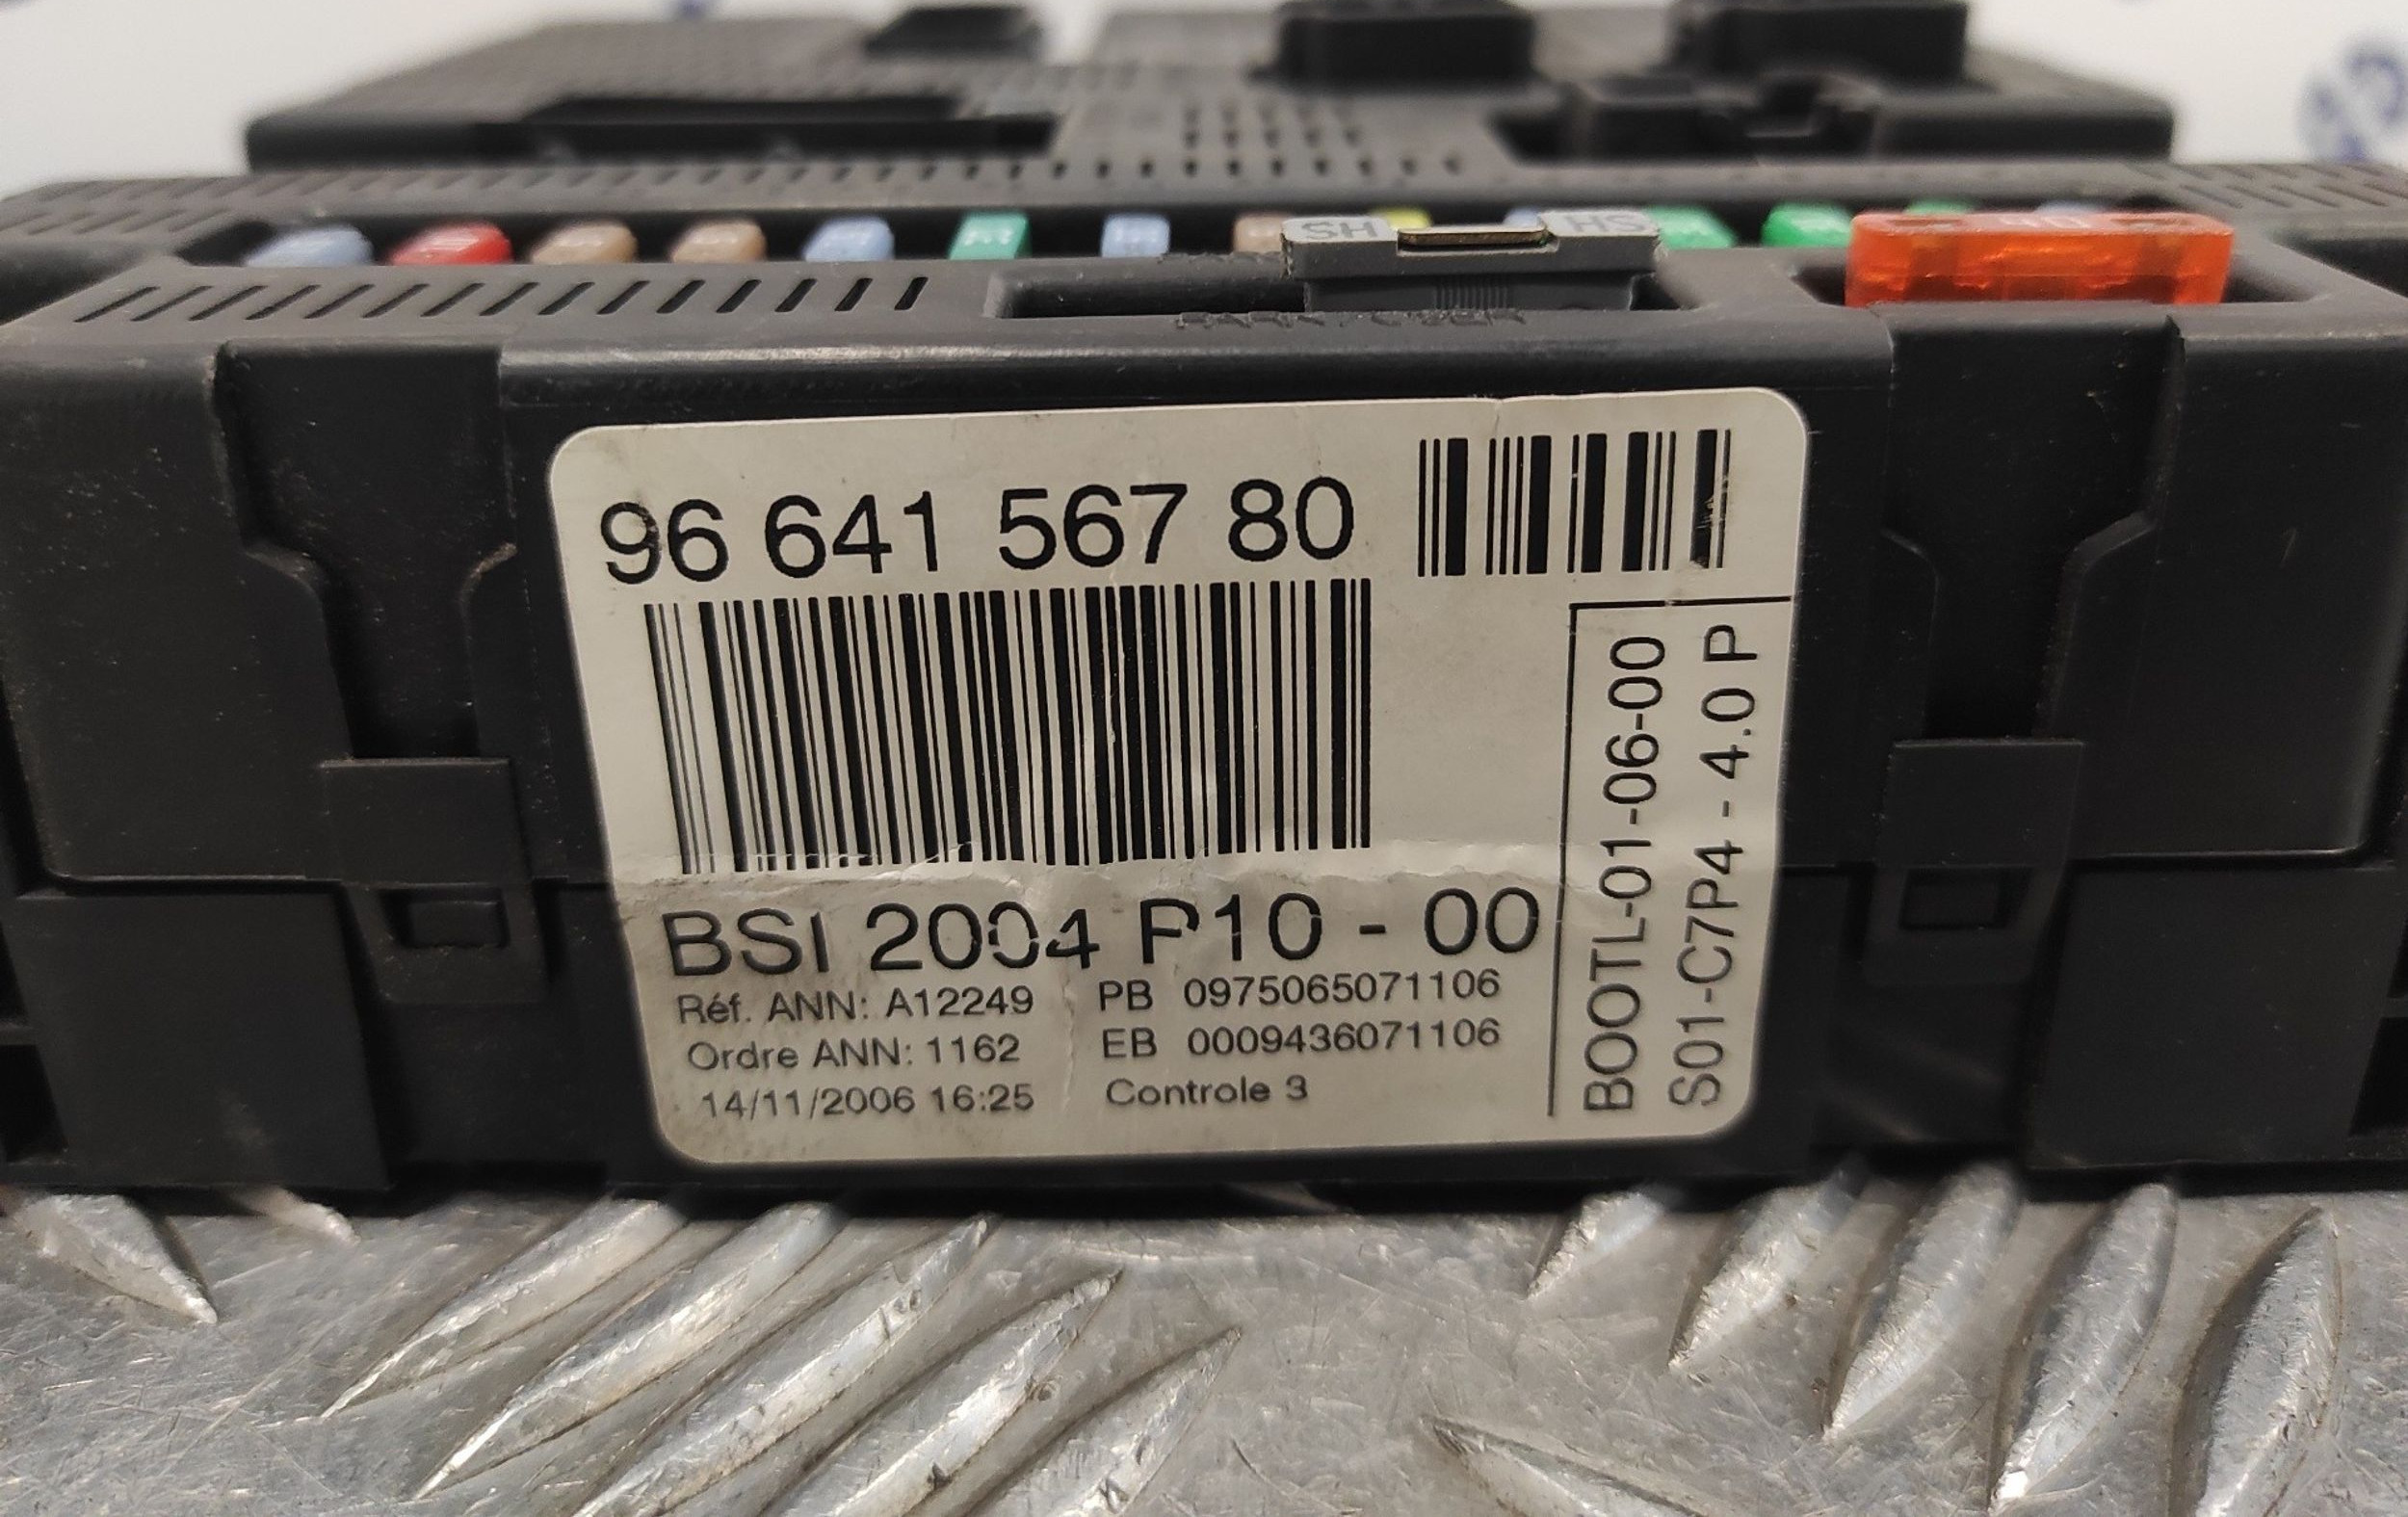 SH HS
96 641 567 80
BSI 2004 P10 - 00
Réf. ANN: A12249 PB 0975065071106
Ordre ANN: 1162 EB 0009436071106
14/11/2006 16:25 Controle 3
BOOTL-01-06-00
S01-C7P4 - 4.0 P